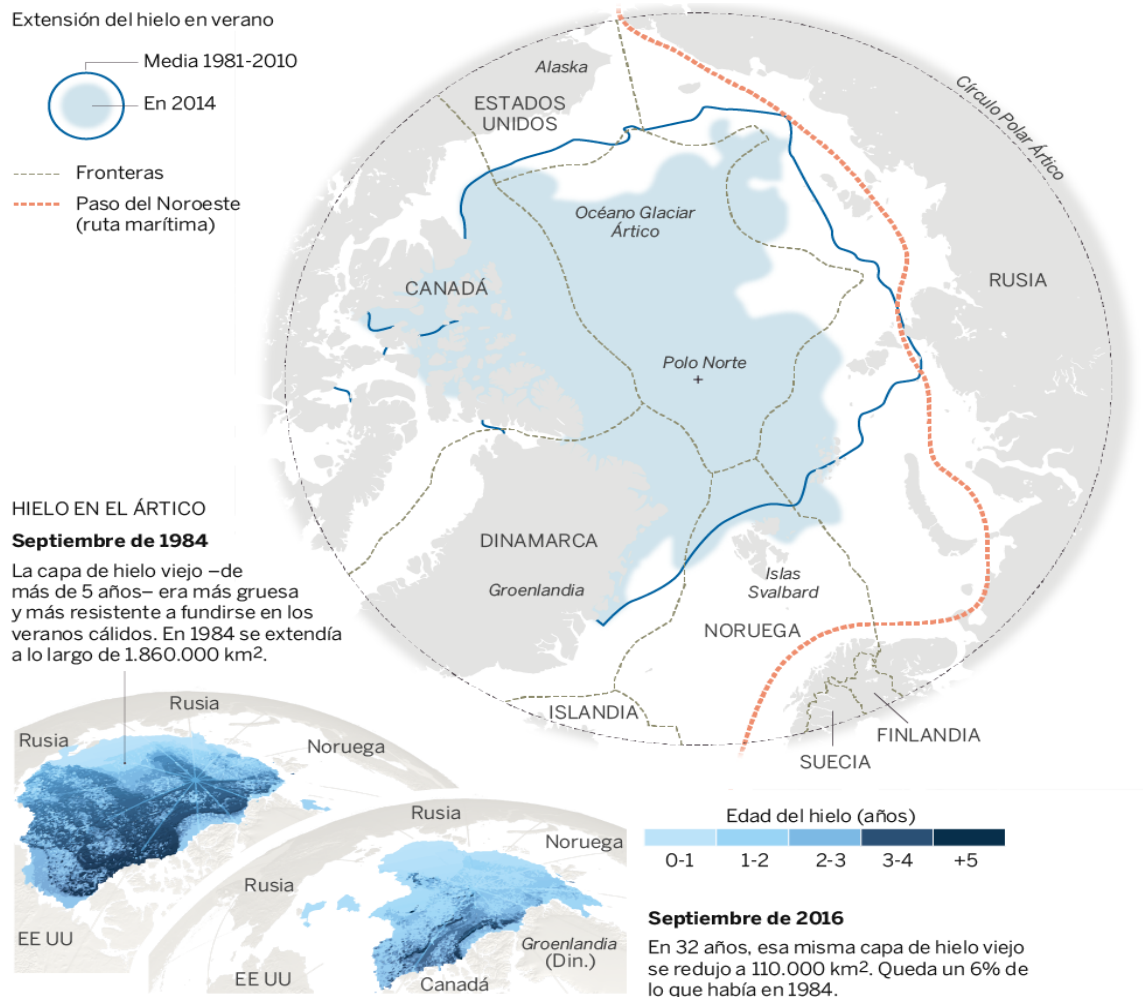 Extensión del hielo en verano
Media 1981-2010
En 2014
Fronteras
Paso del Noroeste
(ruta marítima)
Alaska
ESTADOS
UNIDOS
Círculo Polar Ártico
Océano Glaciar
Ártico
CANADÁ
RUSIA
Polo Norte
+
DINAMARCA
Groenlandia
Islas
Svalbard
NORUEGA
ISLANDIA
FINLANDIA
SUECIA
HIELO EN EL ÁRTICO
Septiembre de 1984
La capa de hielo viejo –de
más de 5 años– era más gruesa
y más resistente a fundirse en los
veranos cálidos. En 1984 se extendía
a lo largo de 1.860.000 km².
Rusia
Rusia
Noruega
EE UU
Rusia
Noruega
Rusia
Groenlandia
(Din.)
EE UU
Canadá
Edad del hielo (años)
0-1 1-2 2-3 3-4 +5
Septiembre de 2016
En 32 años, esa misma capa de hielo viejo
se redujo a 110.000 km². Queda un 6% de
lo que había en 1984.